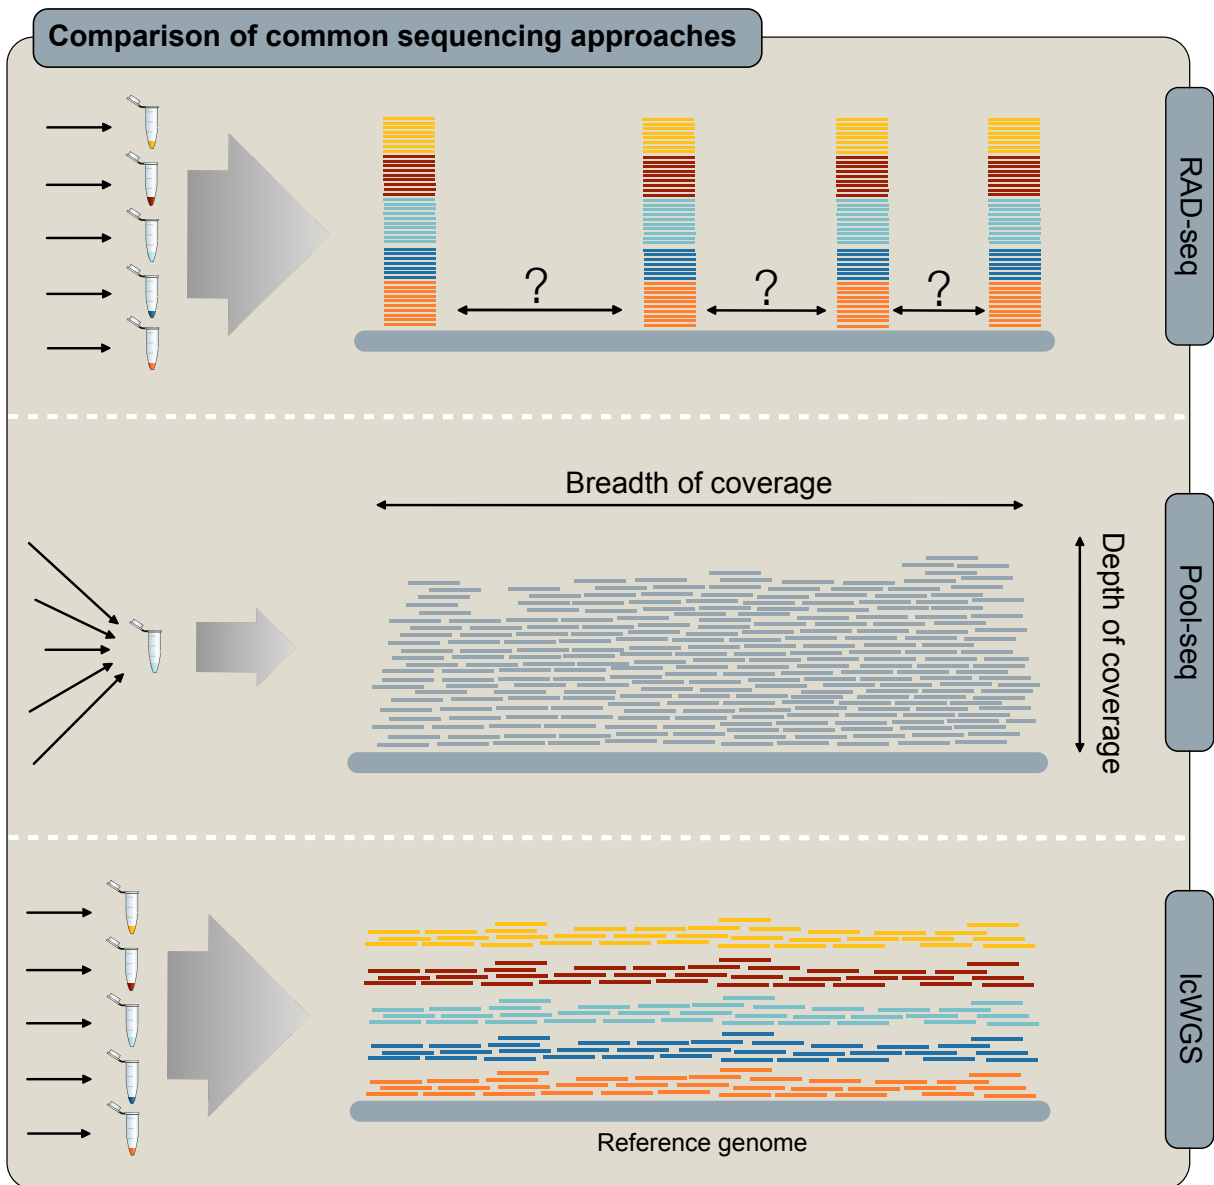 Comparison of common sequencing approaches
RAD-seq
?
?
?
Breadth of coverage
Depth of coverage
Pool-seq
lcWGS
Reference genome